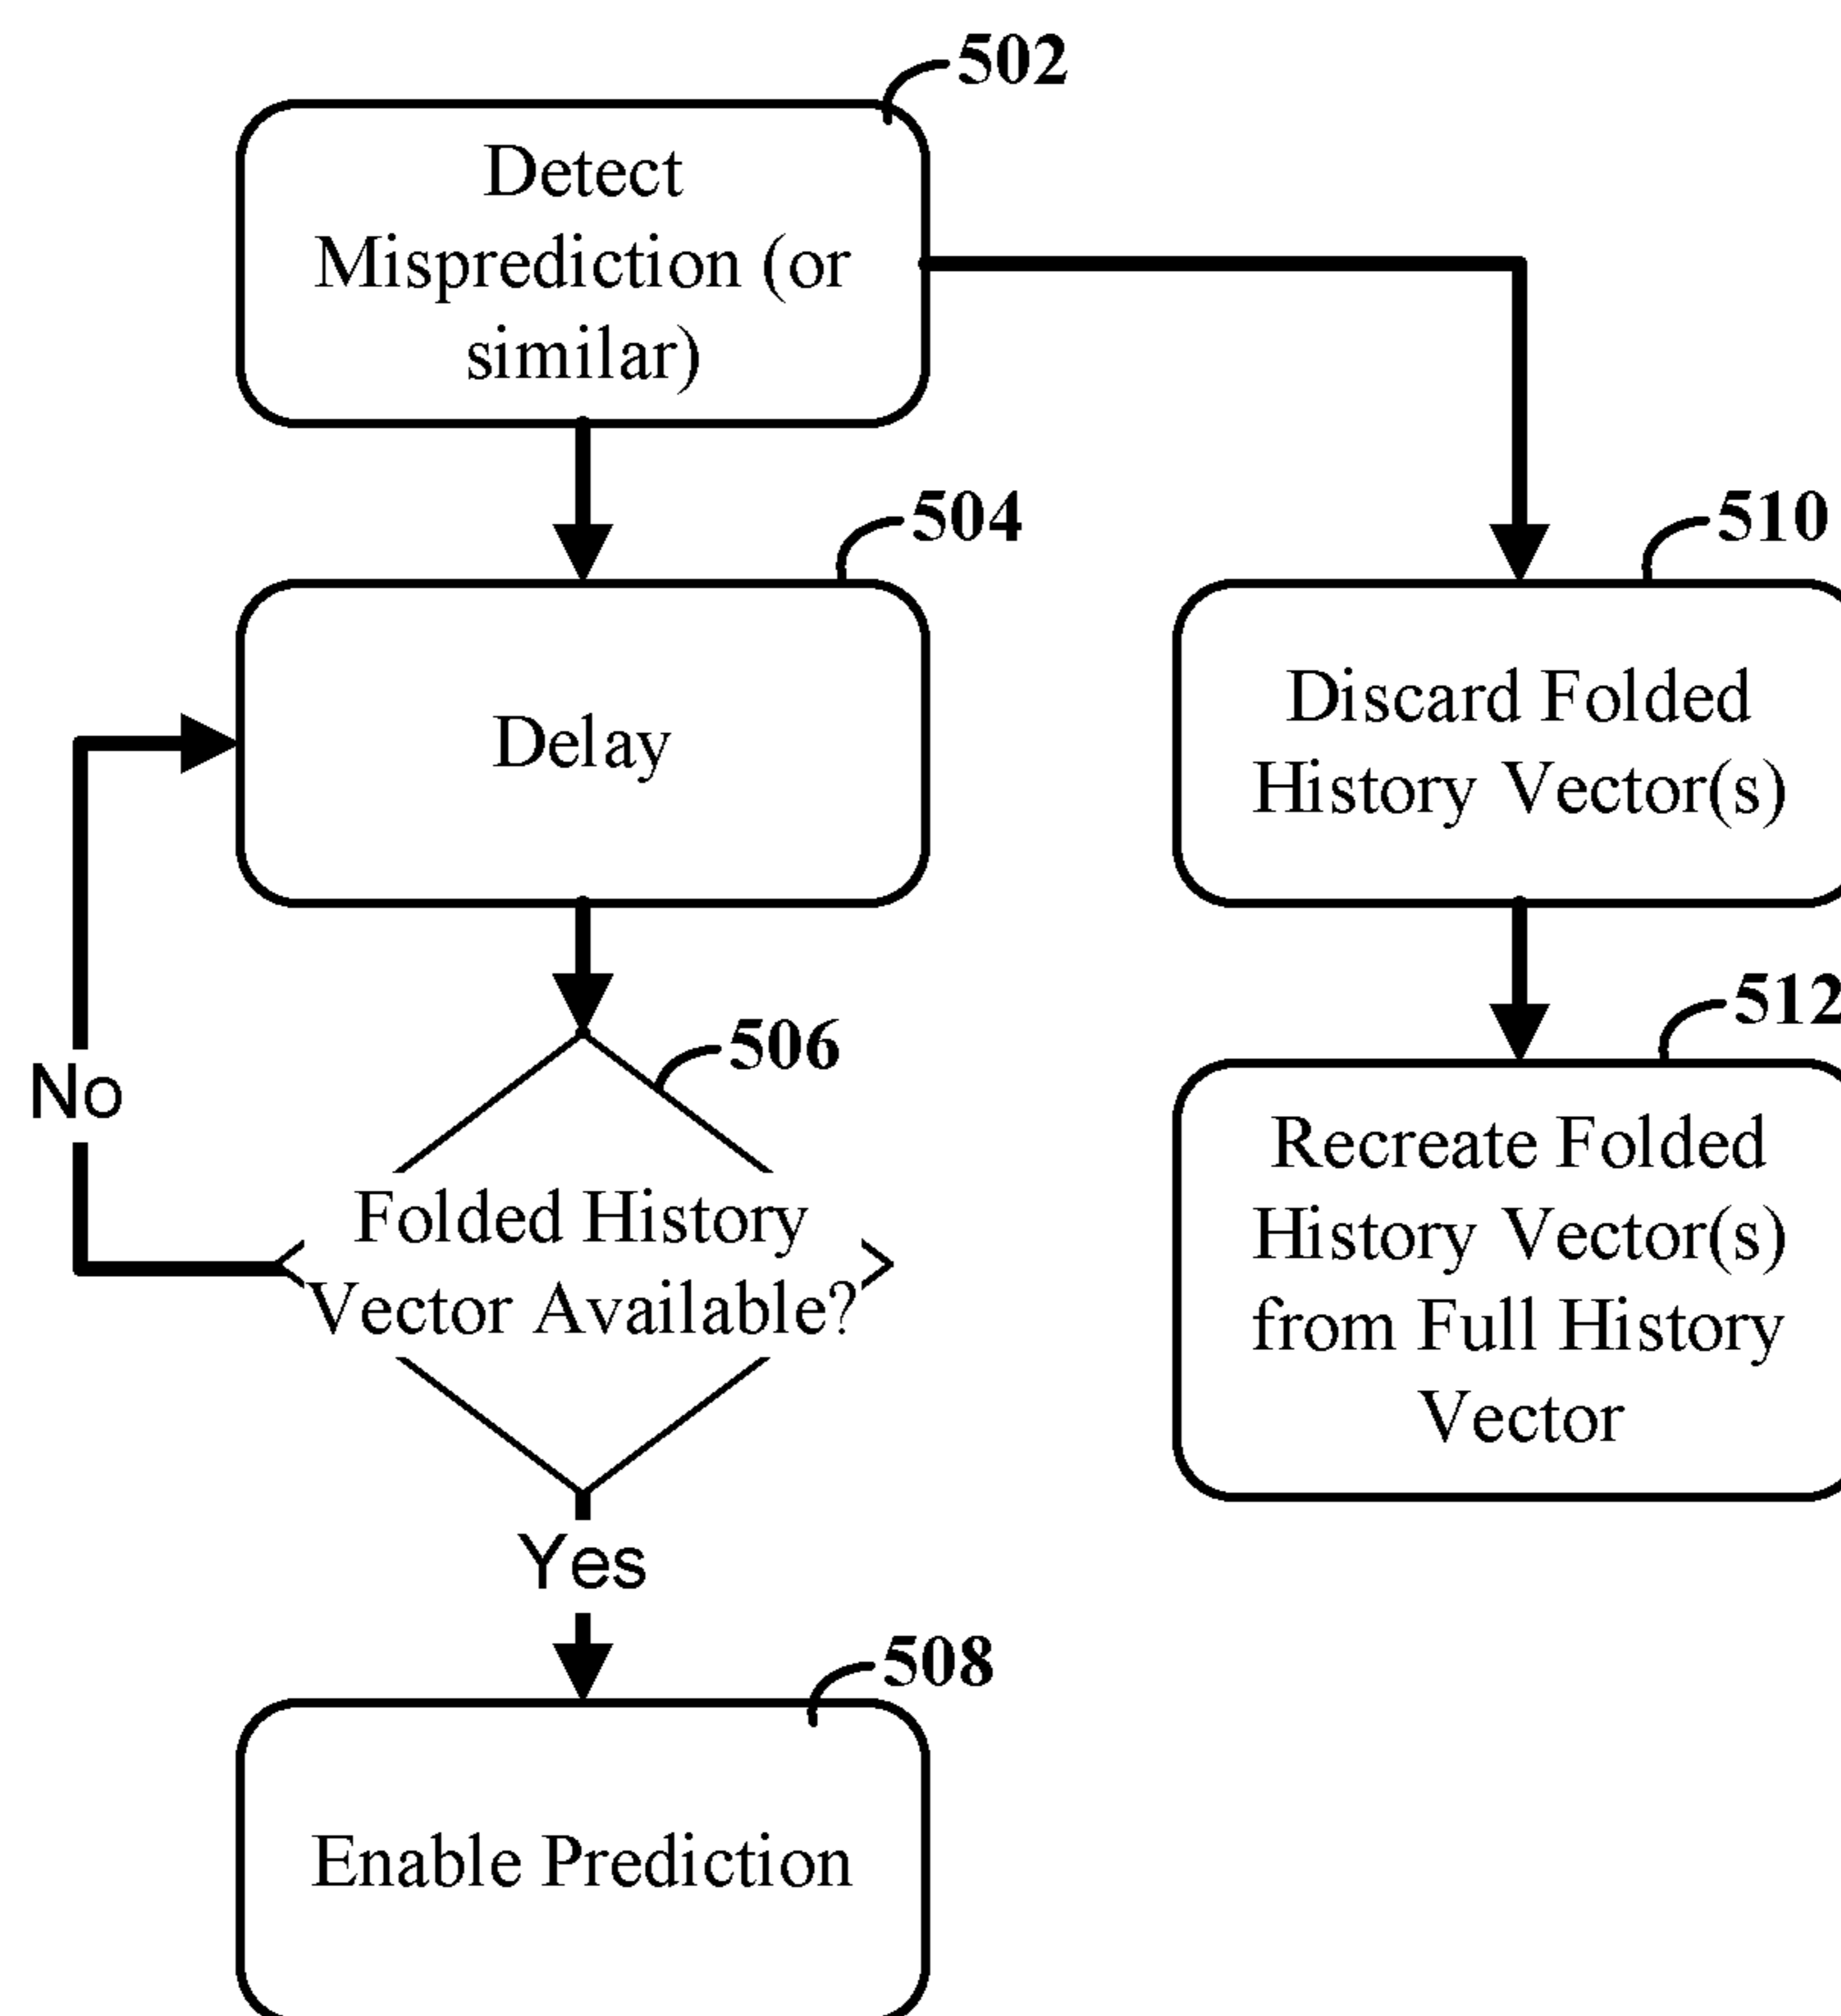 502
Detect
Misprediction (or
similar)
504
Delay
510
Discard Folded
History Vector(s)
506
No
Folded History
Vector Available?
512
Recreate Folded
History Vector(s)
from Full History
Vector
Yes
508
Enable Prediction